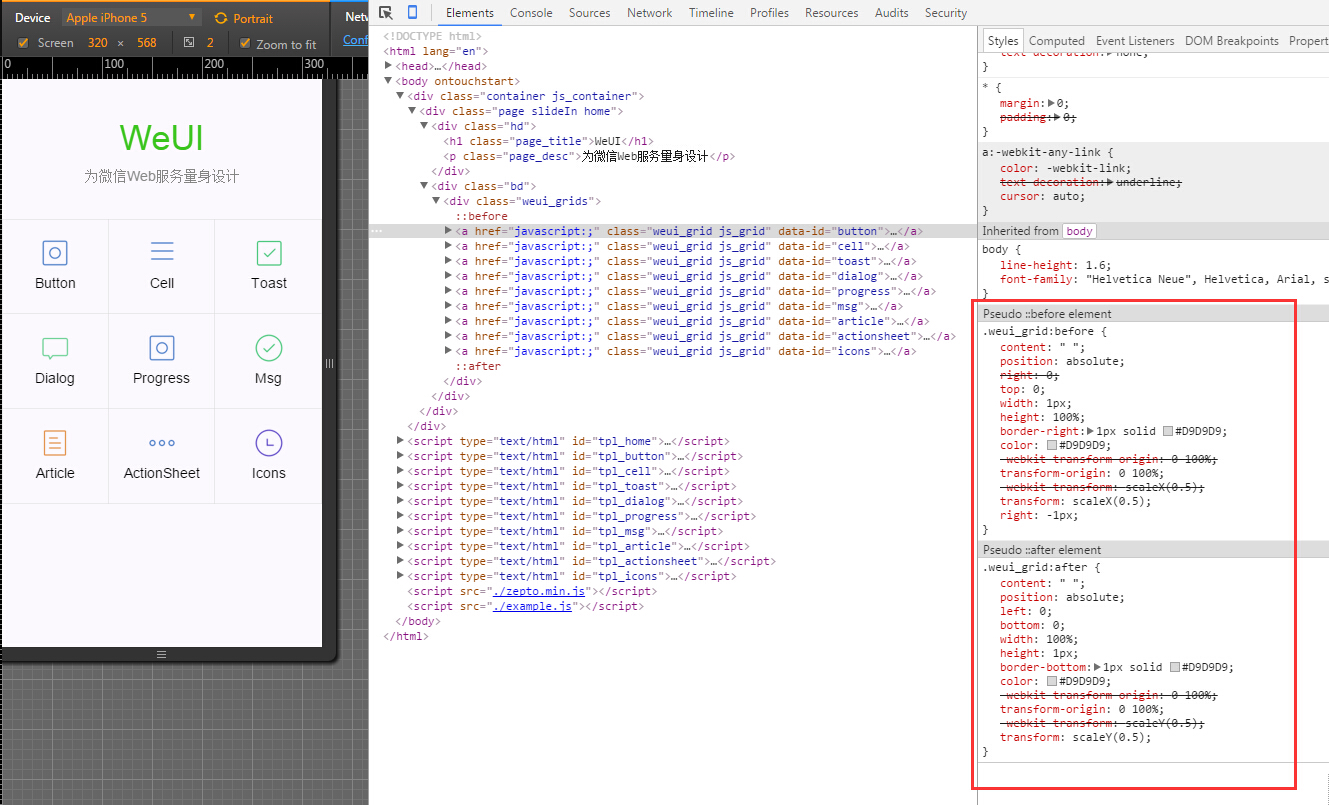 Device Apple iPhone 5 ▼ Portrait Netw
Screen 320 × 568 2 Zoom to fit Conf
0 100 200 300
WeUI
为微信Web服务量身设计
Button Cell Toast
Dialog Progress Msg
Article ActionSheet Icons
Elements Console Sources Network Timeline Profiles Resources Audits Security
<!DOCTYPE html>
<html lang="en">
▶<head>…</head>
▼<body ontouchstart>
▼<div class="container js_container">
▼<div class="page slideIn home">
▼<div class="hd">
<h1 class="page_title">WeUI</h1>
<p class="page_desc">为微信Web服务量身设计</p>
</div>
▼<div class="bd">
▼<div class="weui_grids">
::before
▶<a href="javascript:;" class="weui_grid js_grid" data-id="button">…</a>
▶<a href="javascript:;" class="weui_grid js_grid" data-id="cell">…</a>
▶<a href="javascript:;" class="weui_grid js_grid" data-id="toast">…</a>
▶<a href="javascript:;" class="weui_grid js_grid" data-id="dialog">…</a>
▶<a href="javascript:;" class="weui_grid js_grid" data-id="progress">…</a>
▶<a href="javascript:;" class="weui_grid js_grid" data-id="msg">…</a>
▶<a href="javascript:;" class="weui_grid js_grid" data-id="article">…</a>
▶<a href="javascript:;" class="weui_grid js_grid" data-id="actionsheet">…</a>
▶<a href="javascript:;" class="weui_grid js_grid" data-id="icons">…</a>
::after
</div>
</div>
</div>
</div>
▶<script type="text/html" id="tpl_home">…</script>
▶<script type="text/html" id="tpl_button">…</script>
▶<script type="text/html" id="tpl_cell">…</script>
▶<script type="text/html" id="tpl_toast">…</script>
▶<script type="text/html" id="tpl_dialog">…</script>
▶<script type="text/html" id="tpl_progress">…</script>
▶<script type="text/html" id="tpl_msg">…</script>
▶<script type="text/html" id="tpl_article">…</script>
▶<script type="text/html" id="tpl_actionsheet">…</script>
▶<script type="text/html" id="tpl_icons">…</script>
<script src="./zepto.min.js"></script>
<script src="./example.js"></script>
</body>
</html>
Styles Computed Event Listeners DOM Breakpoints Propert
text-decoration:▶none;
}
* {
margin:▶0;
padding:▶0;
}
a:-webkit-any-link {
color: -webkit-link;
text-decoration:▶underline;
cursor: auto;
}
Inherited from body
body {
line-height: 1.6;
font-family: "Helvetica Neue", Helvetica, Arial, s
}
Pseudo ::before element
.weui_grid:before {
content: " ";
position: absolute;
right: 0;
top: 0;
width: 1px;
height: 100%;
border-right:▶1px solid #D9D9D9;
color: #D9D9D9;
-webkit-transform-origin: 0 100%;
transform-origin: 0 100%;
-webkit-transform: scaleX(0.5);
transform: scaleX(0.5);
right: -1px;
}
Pseudo ::after element
.weui_grid:after {
content: " ";
position: absolute;
left: 0;
bottom: 0;
width: 100%;
height: 1px;
border-bottom:▶1px solid #D9D9D9;
color: #D9D9D9;
-webkit-transform-origin: 0 100%;
transform-origin: 0 100%;
-webkit-transform: scaleY(0.5);
transform: scaleY(0.5);
}